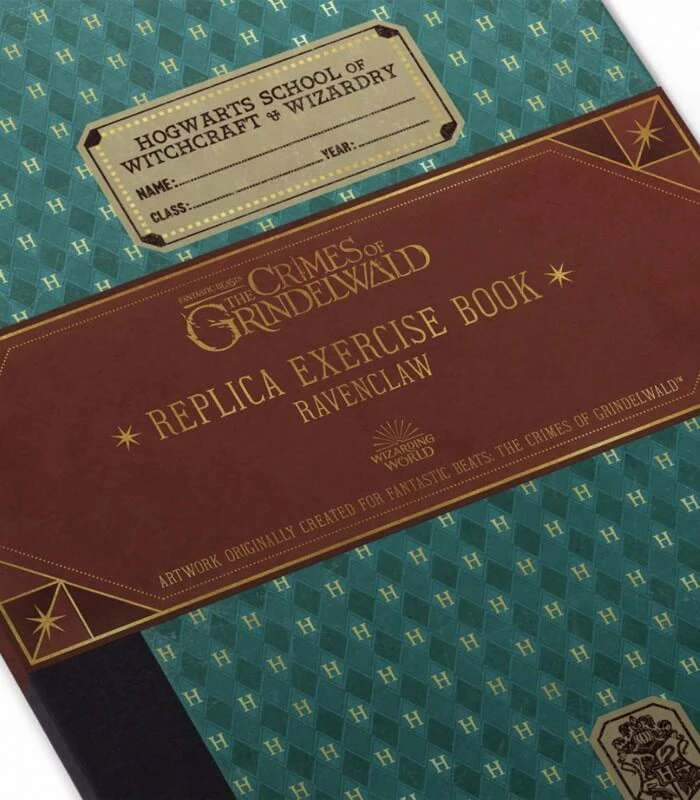 HOGWARTS SCHOOL OF
WITCHCRAFT & WIZARDRY
NAME:
YEAR:
CLASS:
FANTASTIC BEASTS
THE CRIMES OF
GRINDELWALD
REPLICA EXERCISE BOOK
RAVENCLAW
WIZARDING
WORLD
ARTWORK ORIGINALLY CREATED FOR FANTASTIC BEATS: THE CRIMES OF GRINDELWALD™